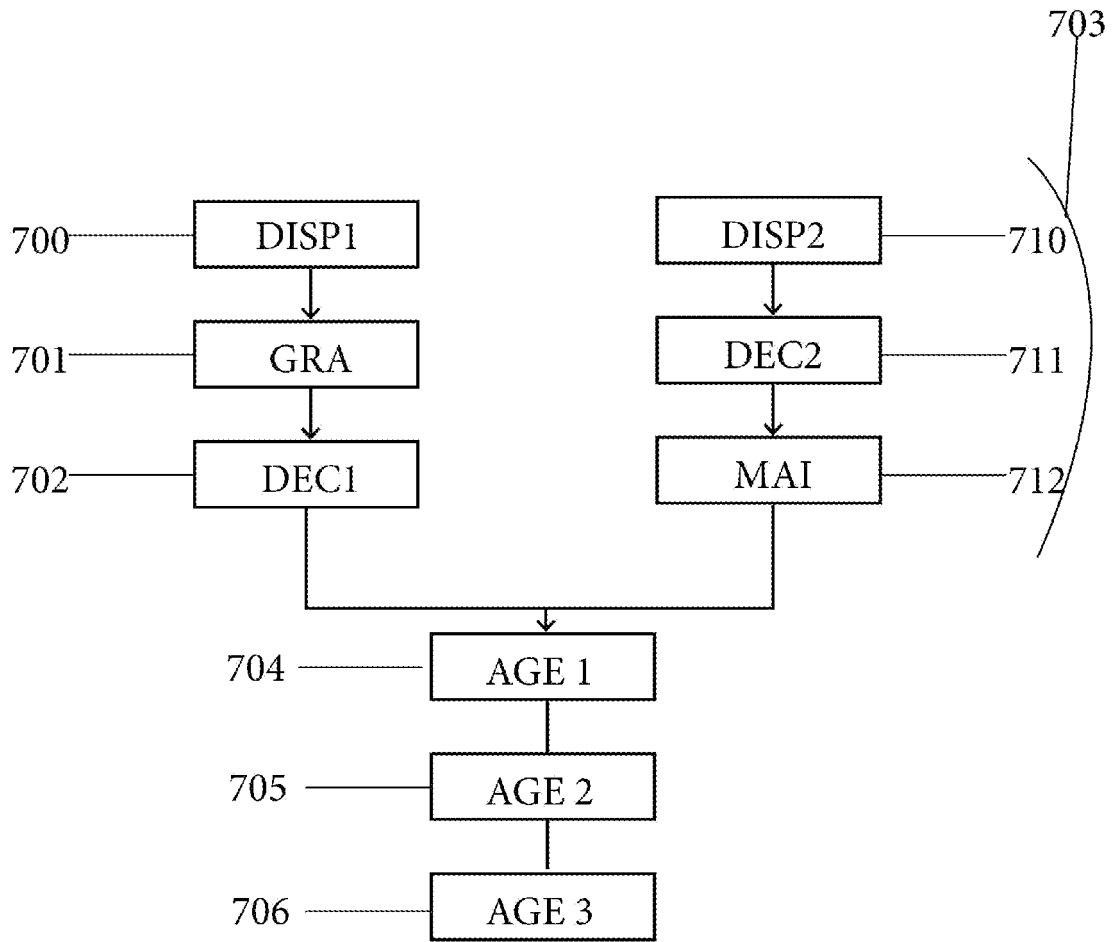 703
700 DISP1 DISP2 710
701 GRA DEC2 711
702 DEC1 MAI 712
704 AGE 1
705 AGE 2
706 AGE 3